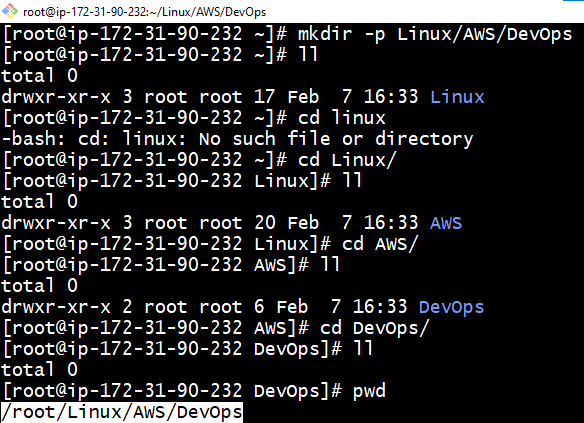 root@ip-172-31-90-232:~/Linux/AWS/DevOps
[root@ip-172-31-90-232 ~]# mkdir -p Linux/AWS/DevOps
[root@ip-172-31-90-232 ~]# ll
total 0
drwxr-xr-x 3 root root 17 Feb  7 16:33 Linux
[root@ip-172-31-90-232 ~]# cd linux
-bash: cd: linux: No such file or directory
[root@ip-172-31-90-232 ~]# cd Linux/
[root@ip-172-31-90-232 Linux]# ll
total 0
drwxr-xr-x 3 root root 20 Feb  7 16:33 AWS
[root@ip-172-31-90-232 Linux]# cd AWS/
[root@ip-172-31-90-232 AWS]# ll
total 0
drwxr-xr-x 2 root root 6 Feb  7 16:33 DevOps
[root@ip-172-31-90-232 AWS]# cd DevOps/
[root@ip-172-31-90-232 DevOps]# ll
total 0
[root@ip-172-31-90-232 DevOps]# pwd
/root/Linux/AWS/DevOps